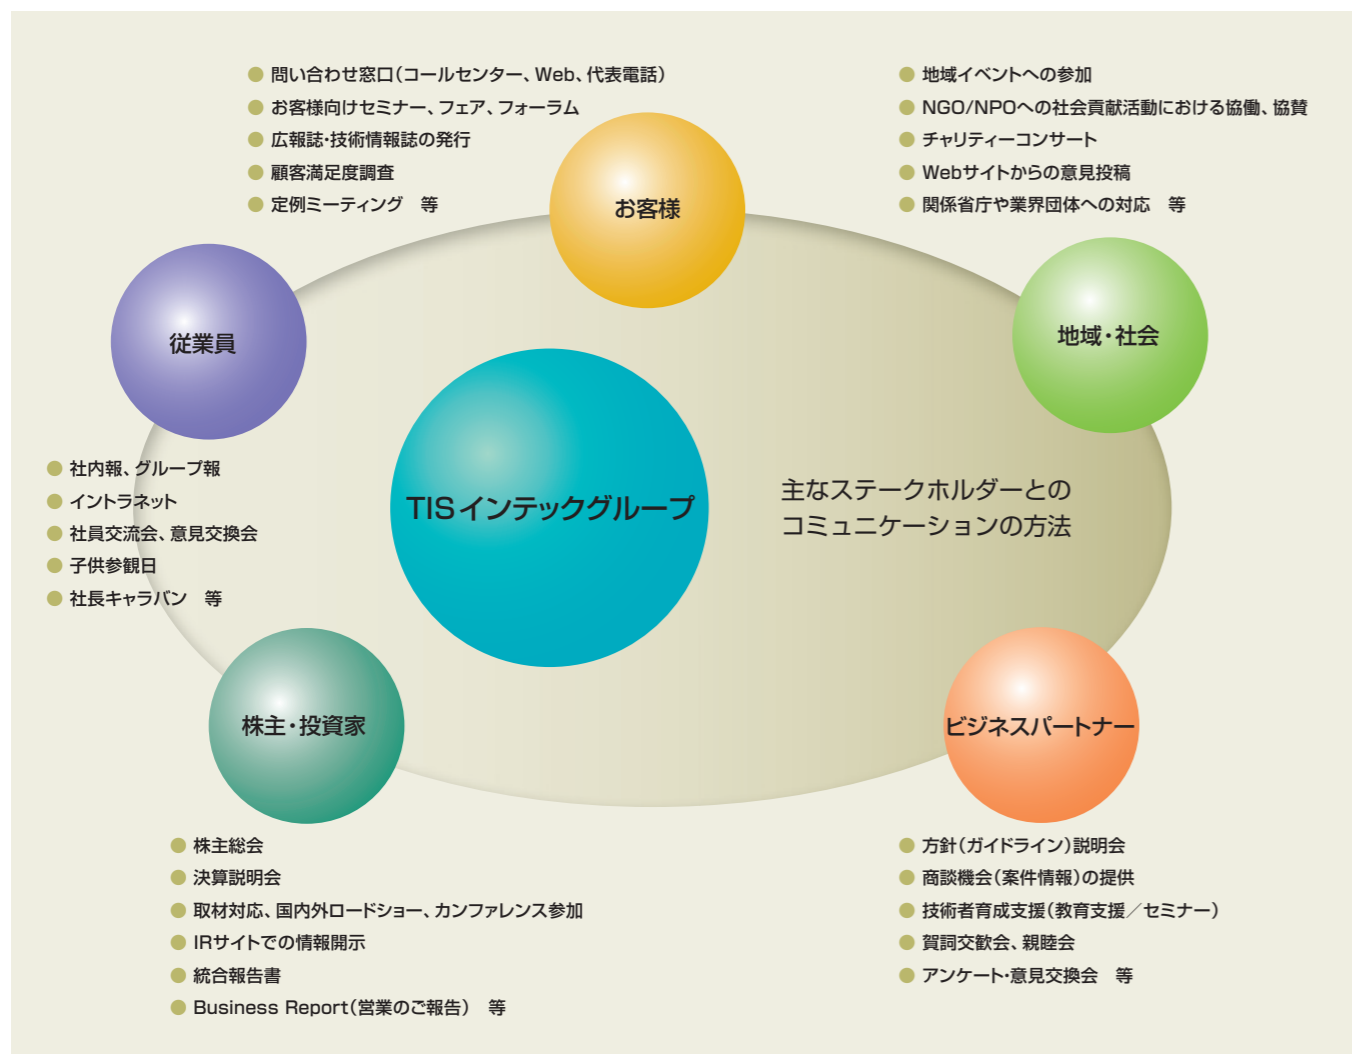 ● 問い合わせ窓口（コールセンター、Web、代表電話）
● お客様向けセミナー、フェア、フォーラム
● 広報誌・技術情報誌の発行
● 顧客満足度調査
● 定例ミーティング　等
お客様
● 地域イベントへの参加
● NGO/NPOへの社会貢献活動における協働、協賛
● チャリティーコンサート
● Webサイトからの意見投稿
● 関係省庁や業界団体への対応　等
地域・社会
従業員
● 社内報、グループ報
● イントラネット
● 社員交流会、意見交換会
● 子供参観日
● 社長キャラバン　等
TISインテックグループ
主なステークホルダーとの
コミュニケーションの方法
株主・投資家
● 株主総会
● 決算説明会
● 取材対応、国内外ロードショー、カンファレンス参加
● IRサイトでの情報開示
● 統合報告書
● Business Report（営業のご報告）　等
ビジネスパートナー
● 方針（ガイドライン）説明会
● 商談機会（案件情報）の提供
● 技術者育成支援（教育支援／セミナー）
● 賀詞交歓会、親睦会
● アンケート・意見交換会　等